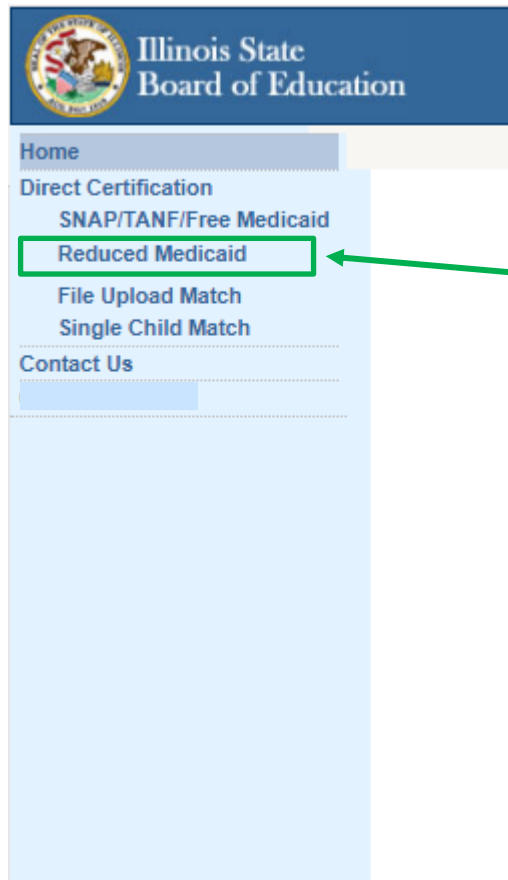 Illinois State
Board of Education
Home
Direct Certification
SNAP/TANF/Free Medicaid
Reduced Medicaid
File Upload Match
Single Child Match
Contact Us